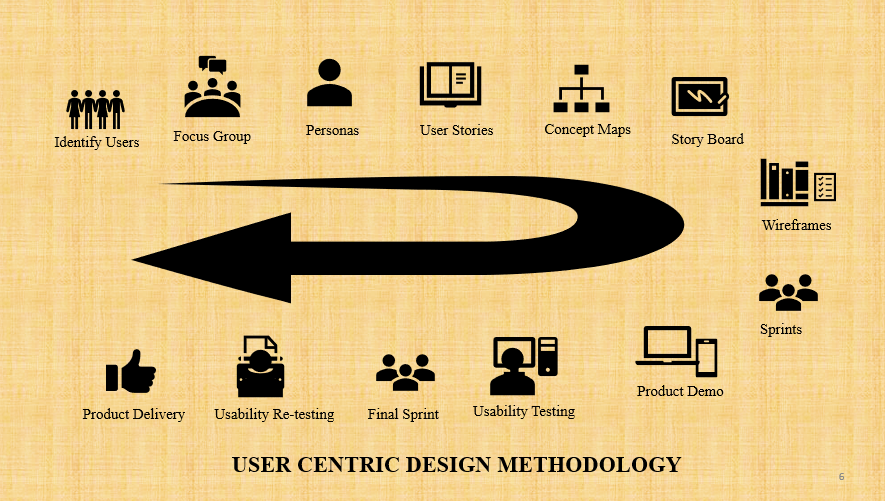 Identify Users
Focus Group
Personas
User Stories
Concept Maps
Story Board
Wireframes
Sprints
Product Demo
Usability Testing
Final Sprint
Usability Re-testing
Product Delivery
USER CENTRIC DESIGN METHODOLOGY
6